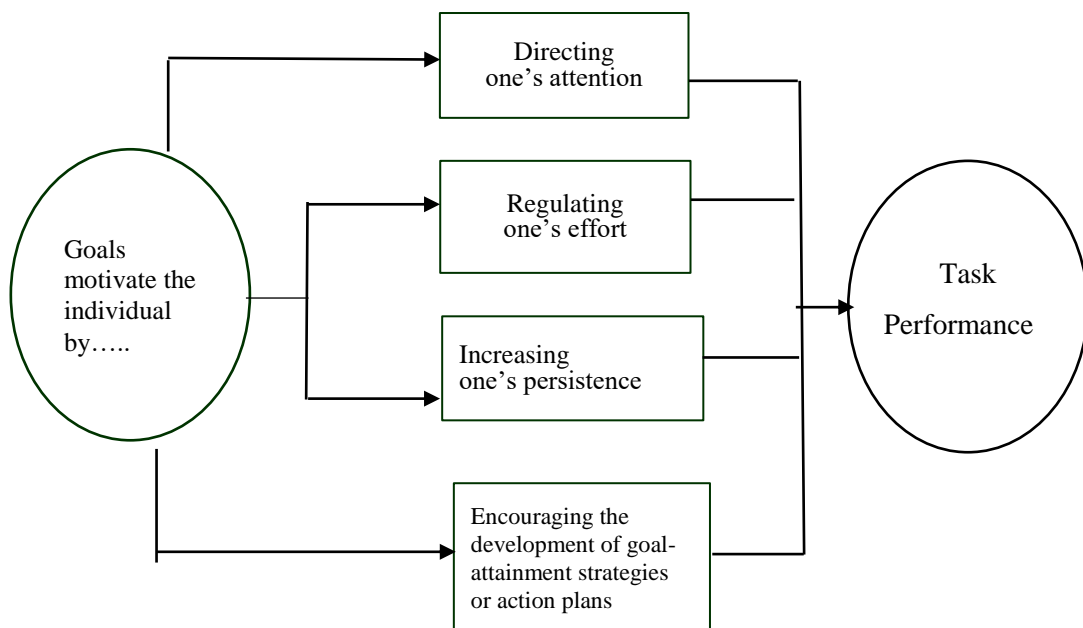 Goals
motivate the
individual
by…..
Directing
one’s attention
Regulating
one’s effort
Increasing
one’s persistence
Encouraging the
development of goal-
attainment strategies
or action plans
Task
Performance